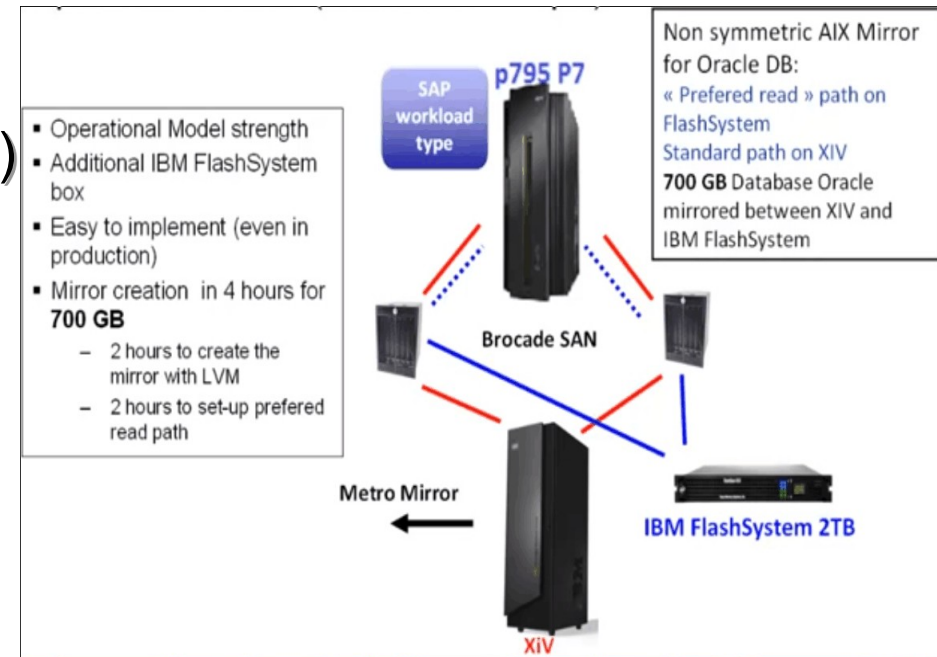 )
▪ Operational Model strength
▪ Additional IBM FlashSystem
box
▪ Easy to implement (even in
production)
▪ Mirror creation in 4 hours for
700 GB
– 2 hours to create the
mirror with LVM
– 2 hours to set-up prefered
read path
SAP
workload
type
p795 P7
Non symmetric AIX Mirror
for Oracle DB:
« Prefered read » path on
FlashSystem
Standard path on XIV
700 GB Database Oracle
mirrored between XIV and
IBM FlashSystem
Brocade SAN
Metro Mirror
IBM FlashSystem 2TB
XiV